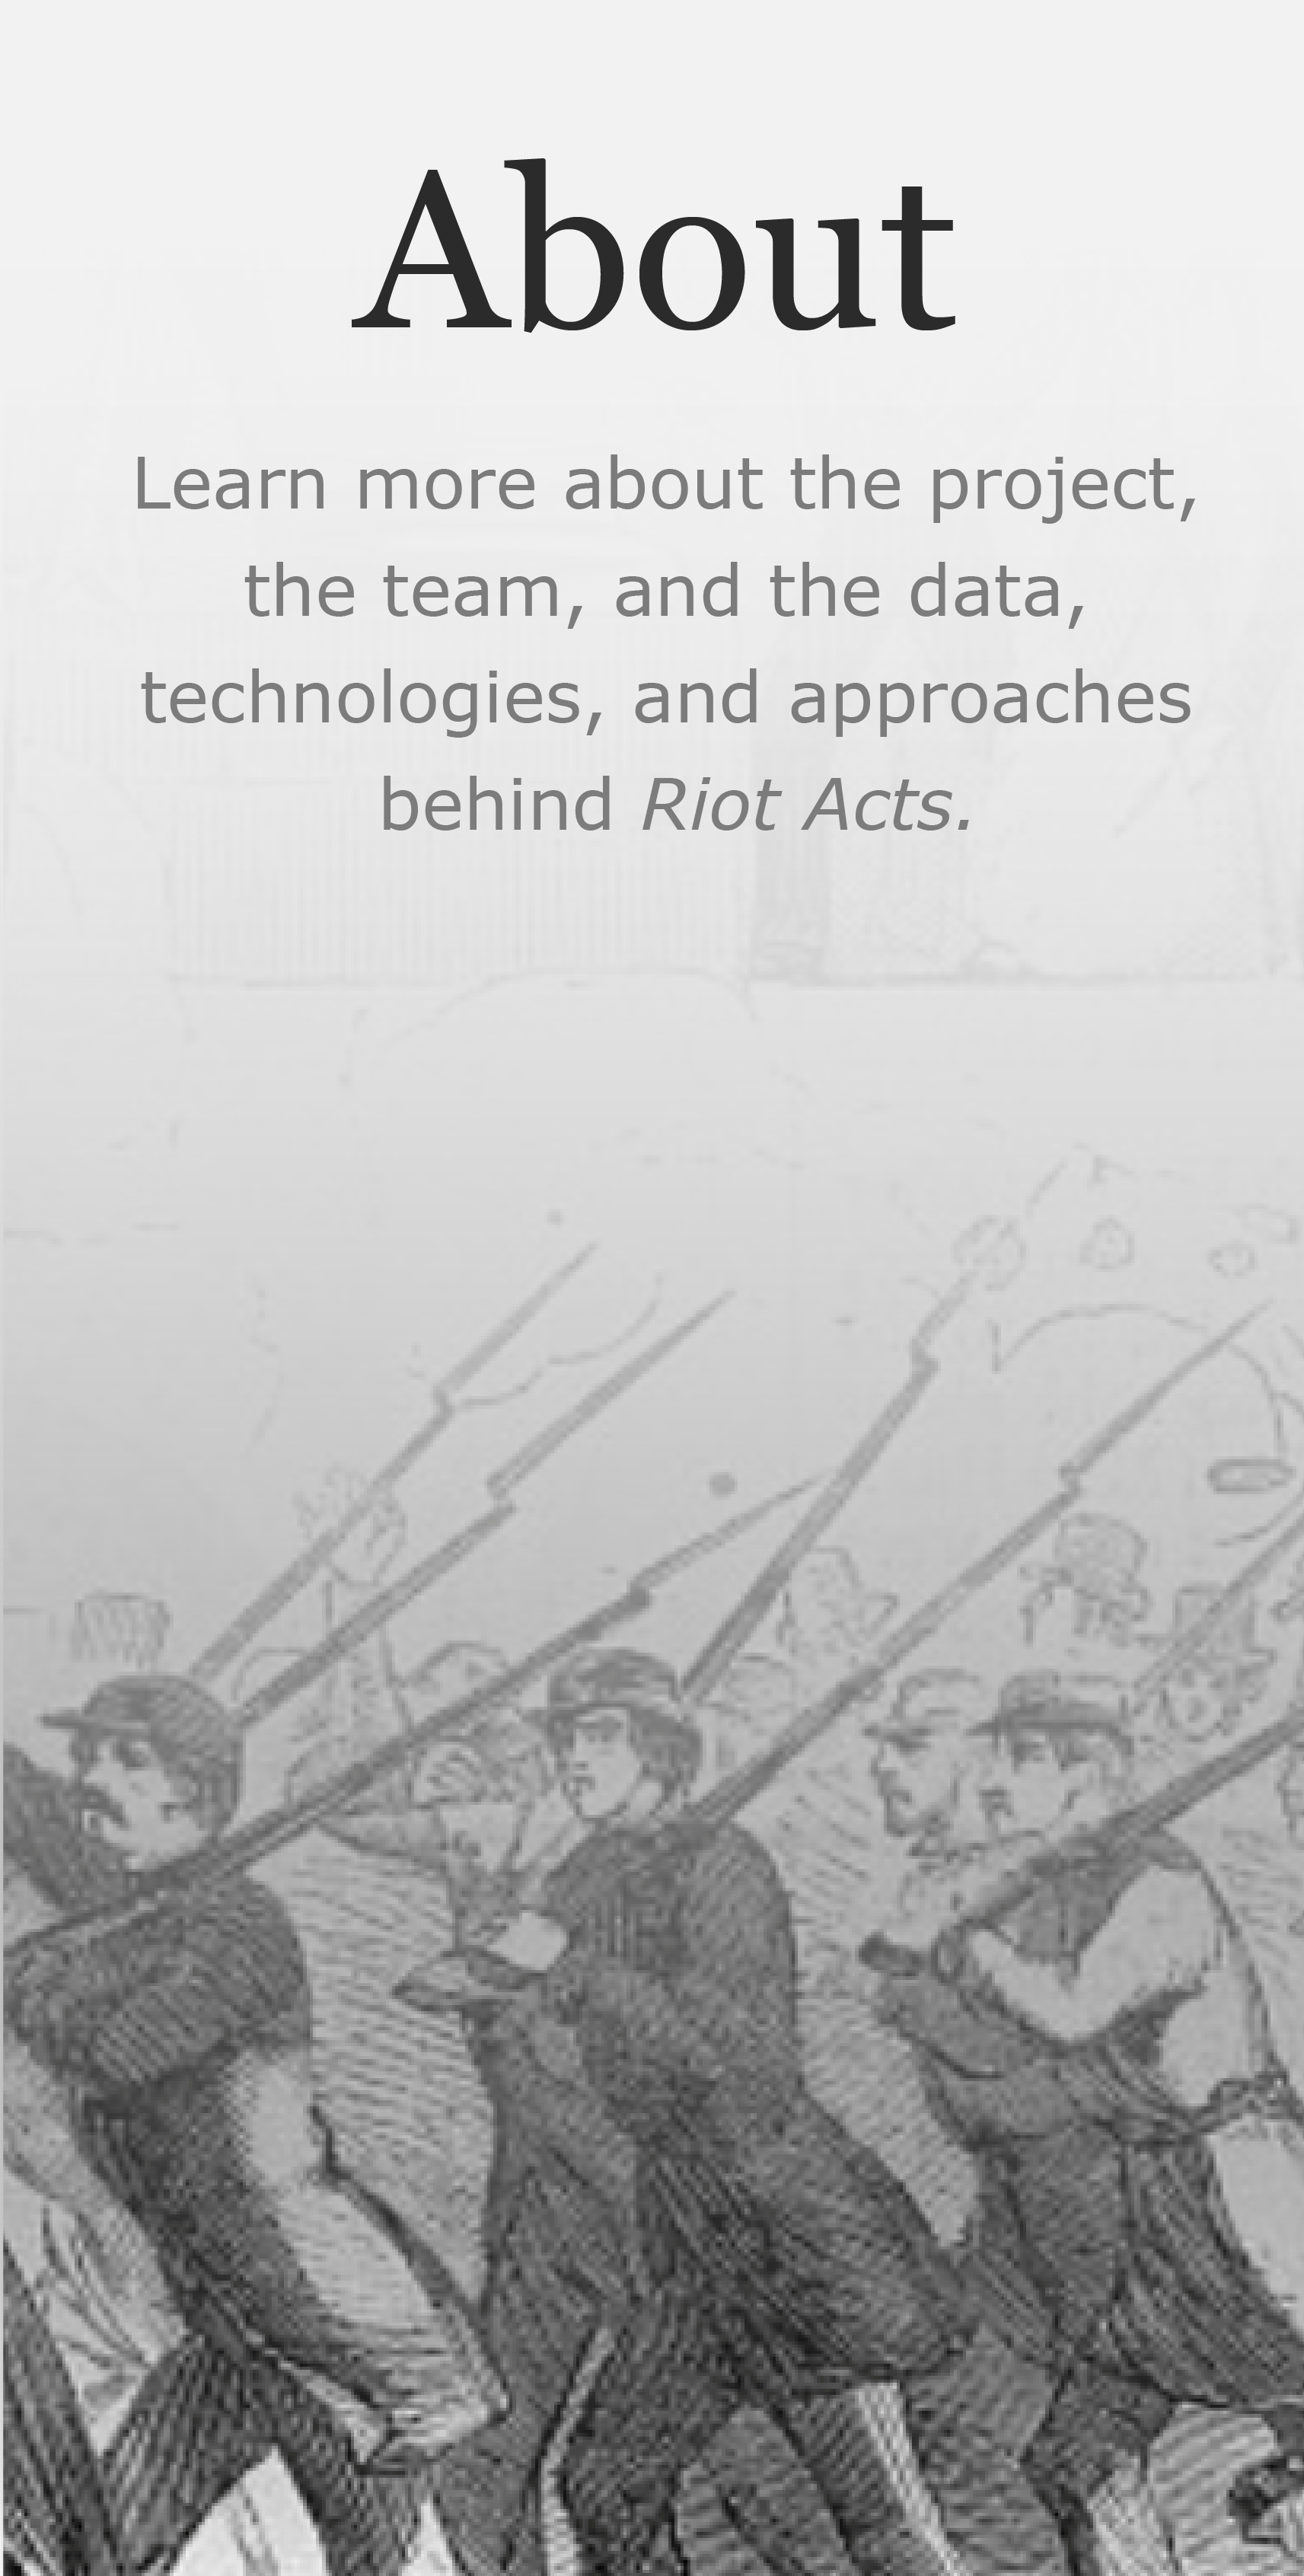 About
Learn more about the project,
the team, and the data,
technologies, and approaches
behind Riot Acts.